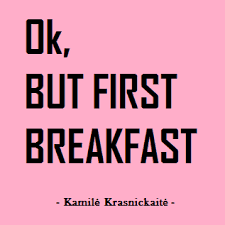 Ok,
BUT FIRST
BREAKFAST
- Kamilė Krasnickaitė -